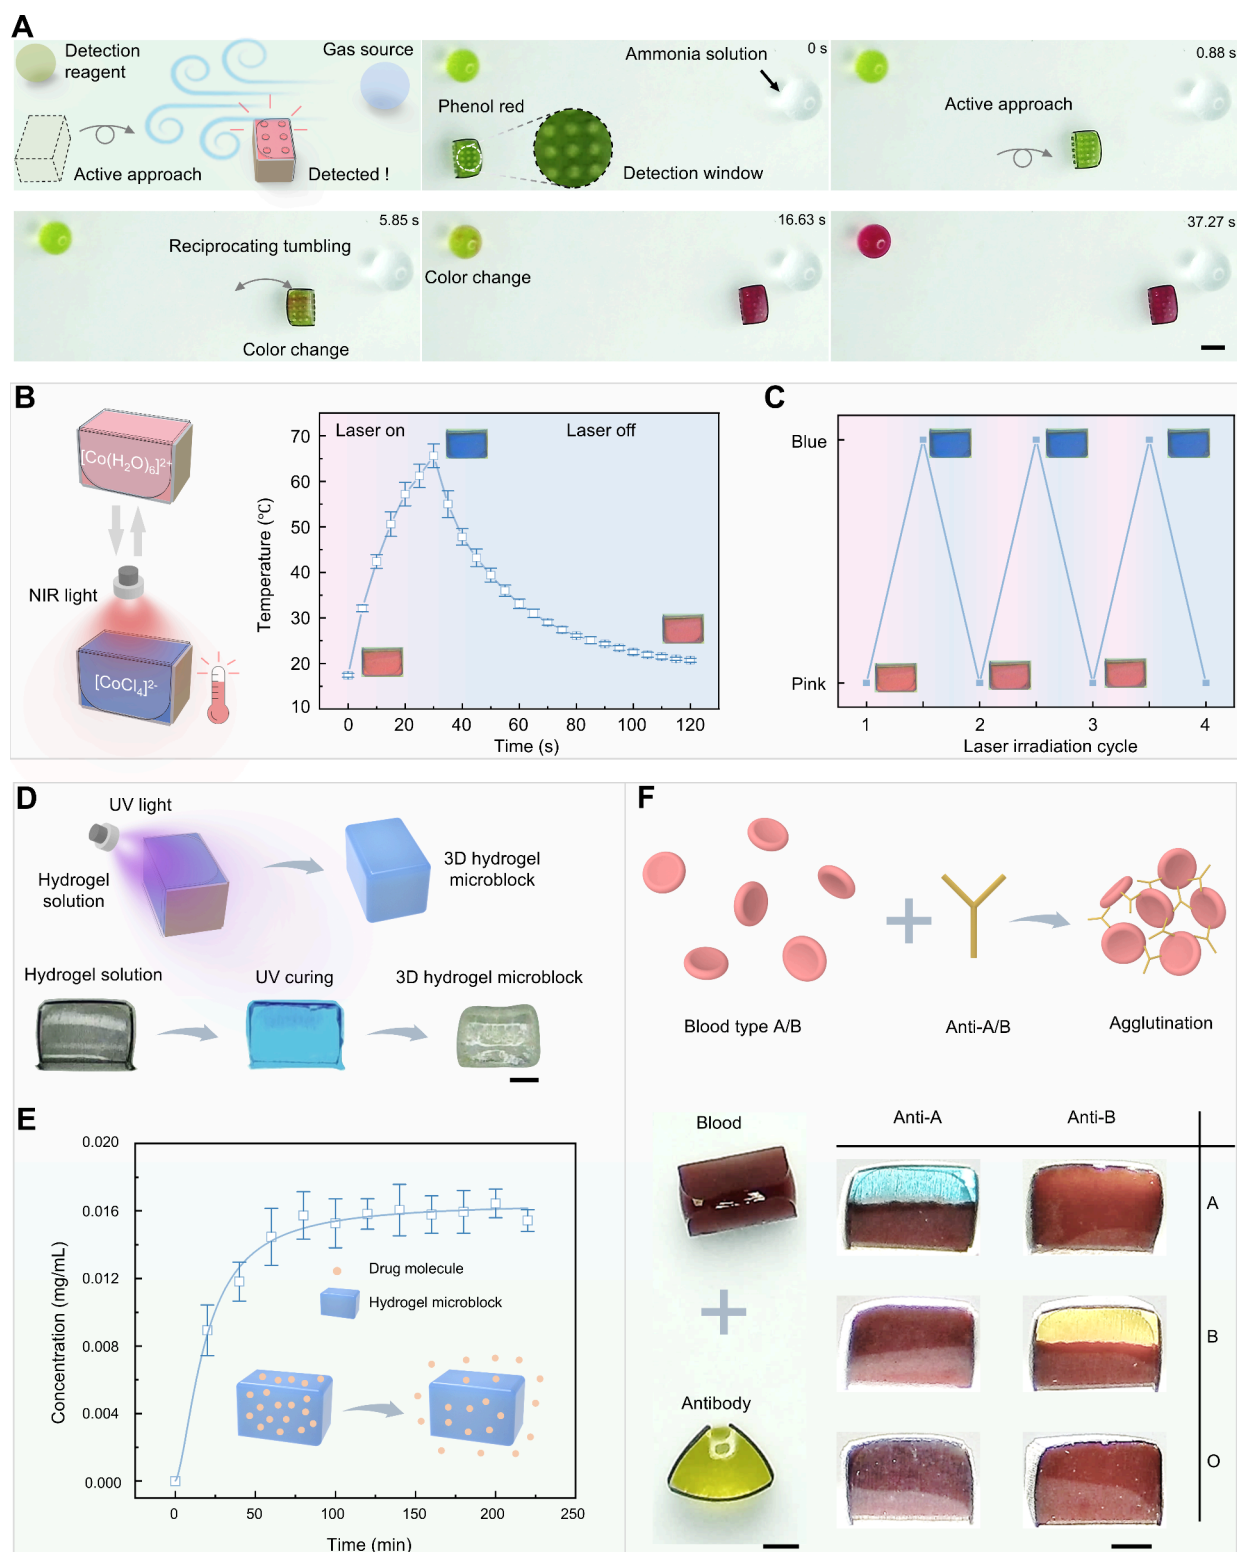 A
Detection
reagent
Gas source
Active approach
Detected !
Ammonia solution
0 s
Phenol red
Detection window
0.88 s
Active approach
5.85 s
Reciprocating tumbling
Color change
16.63 s
Color change
37.27 s
B
[Co(H₂O)₆]²⁺
NIR light
[CoCl₄]²⁻
Laser on
Laser off
Temperature (℃)
70
60
50
40
30
20
10
0
20
40
60
80
100
120
Time (s)
C
Blue
Pink
1
2
3
4
Laser irradiation cycle
D
UV light
Hydrogel
solution
3D hydrogel
microblock
Hydrogel solution
UV curing
3D hydrogel microblock
E
Concentration (mg/mL)
0.020
0.016
0.012
0.008
0.004
0.000
Drug molecule
Hydrogel microblock
0
50
100
150
200
250
Time (min)
F
Blood type A/B
Anti-A/B
Agglutination
Blood
Antibody
Anti-A
Anti-B
A
B
O